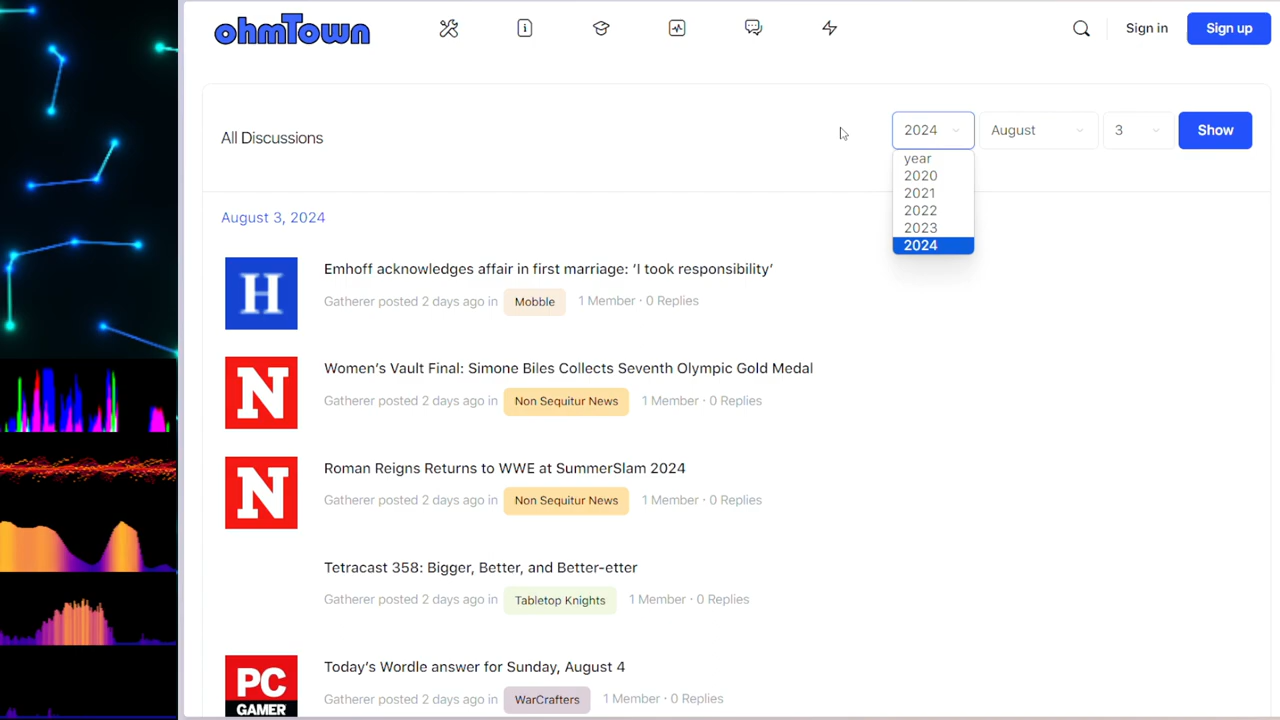 ohmTown
Sign in
Sign up
All Discussions
2024
August
3
Show
year
2020
2021
2022
2023
2024
August 3, 2024
H
Emhoff acknowledges affair in first marriage: ‘I took responsibility’
Gatherer posted 2 days ago in Mobble 1 Member · 0 Replies
N
Women’s Vault Final: Simone Biles Collects Seventh Olympic Gold Medal
Gatherer posted 2 days ago in Non Sequitur News 1 Member · 0 Replies
N
Roman Reigns Returns to WWE at SummerSlam 2024
Gatherer posted 2 days ago in Non Sequitur News 1 Member · 0 Replies
Tetracast 358: Bigger, Better, and Better-etter
Gatherer posted 2 days ago in Tabletop Knights 1 Member · 0 Replies
PC
GAMER
Today’s Wordle answer for Sunday, August 4
Gatherer posted 2 days ago in WarCrafters 1 Member · 0 Replies